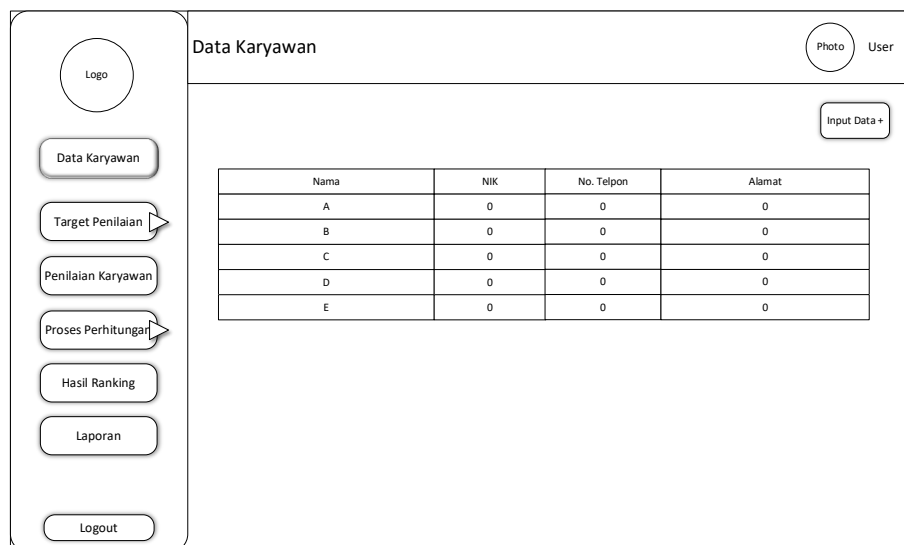 Logo
Data Karyawan
Target Penilaian
Penilaian Karyawan
Proses Perhitungan
Hasil Ranking
Laporan
Logout
Data Karyawan
Photo User
Input Data +
Nama NIK No. Telpon Alamat
A 0 0 0
B 0 0 0
C 0 0 0
D 0 0 0
E 0 0 0